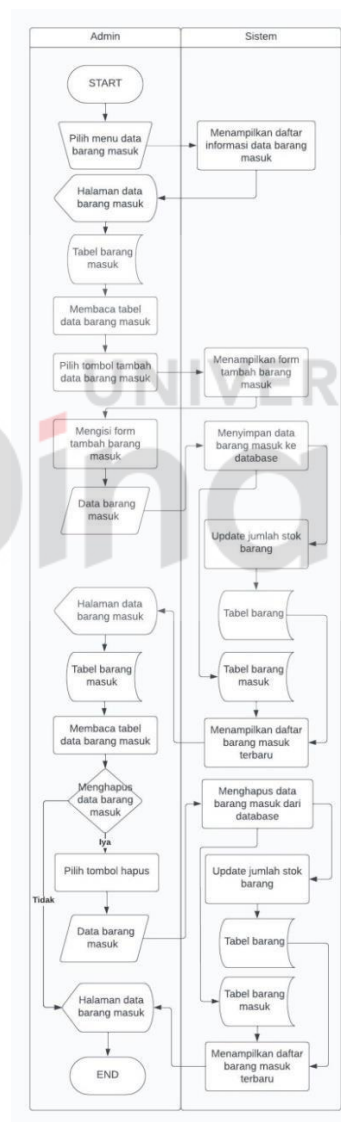 Admin
Sistem
START
Pilih menu data
barang masuk
Menampilkan daftar
informasi data barang
masuk
Halaman data
barang masuk
Tabel barang
masuk
Membaca tabel
data barang masuk
Pilih tombol tambah
data barang masuk
Menampilkan form
tambah barang
masuk
UNIVER
Mengisi form
tambah barang
masuk
Menyimpan data
barang masuk ke
database
Data barang
masuk
ina
Update jumlah stok
barang
Halaman data
barang masuk
Tabel barang
Tabel barang
masuk
Tabel barang
masuk
Membaca tabel
data barang masuk
Menampilkan daftar
barang masuk
terbaru
Menghapus
data barang
masuk
Menghapus data
barang masuk dari
database
Iya
Pilih tombol hapus
Update jumlah stok
barang
Tidak
Data barang
masuk
Tabel barang
Halaman data
barang masuk
Tabel barang
masuk
END
Menampilkan daftar
barang masuk
terbaru